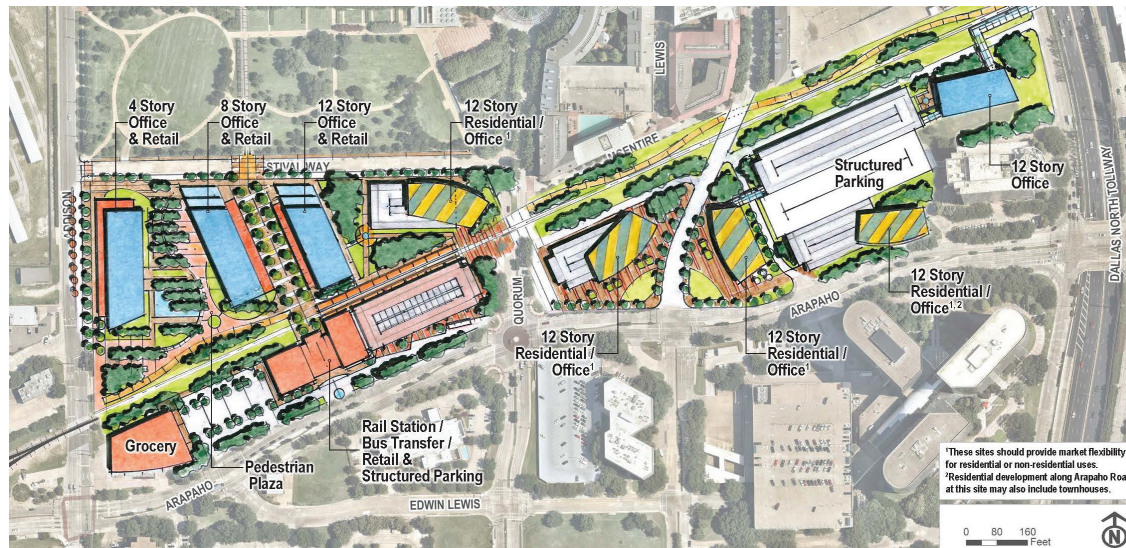 4 Story
Office
& Retail
8 Story
Office
& Retail
12 Story
Office
& Retail
12 Story
Residential /
Office¹
LEWIS
STIVAL WAY
ADDISON
QUORUM
Structured
Parking
12 Story
Office
DALLAS NORTH TOLLWAY
12 Story
Residential /
Office¹,²
ARAPAHO
12 Story
Residential /
Office¹
12 Story
Residential /
Office¹
Grocery
Pedestrian
Plaza
Rail Station /
Bus Transfer /
Retail &
Structured Parking
ARAPAHO
EDWIN LEWIS
¹These sites should provide market flexibility
for residential or non-residential uses.
²Residential development along Arapaho Roa
at this site may also include townhouses.
0 80 160
Feet
N